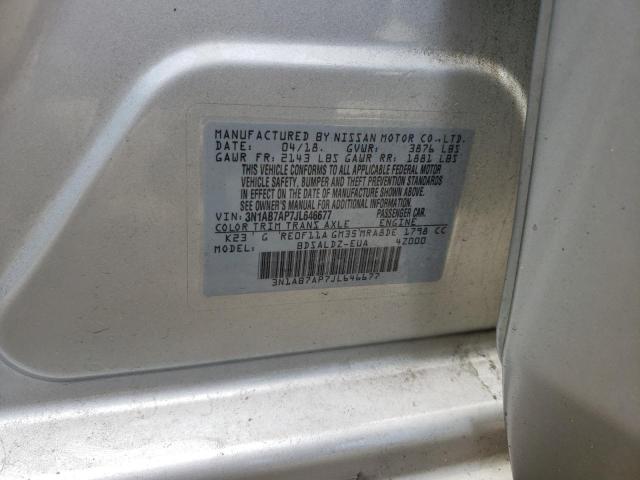 MANUFACTURED BY NISSAN MOTOR CO.,LTD.
DATE: 04/18. GVWR: 3876 LBS
GAWR FR: 2143 LBS GAWR RR: 1881 LBS
THIS VEHICLE CONFORMS TO ALL APPLICABLE FEDERAL MOTOR
VEHICLE SAFETY, BUMPER AND THEFT PREVENTION STANDARDS
IN EFFECT ON THE DATE OF MANUFACTURE SHOWN ABOVE.
SEE OWNER'S MANUAL FOR ADDITIONAL INFORMATION
VIN: 3N1AB7AP7JL646677 PASSENGER CAR.
COLOR TRIM TRANS AXLE ENGINE
K23 G RE0F11A GM35 MRA8DE 1798 CC
MODEL: BDSALDZ-EUA 4Z000
3N1AB7AP7JL646677